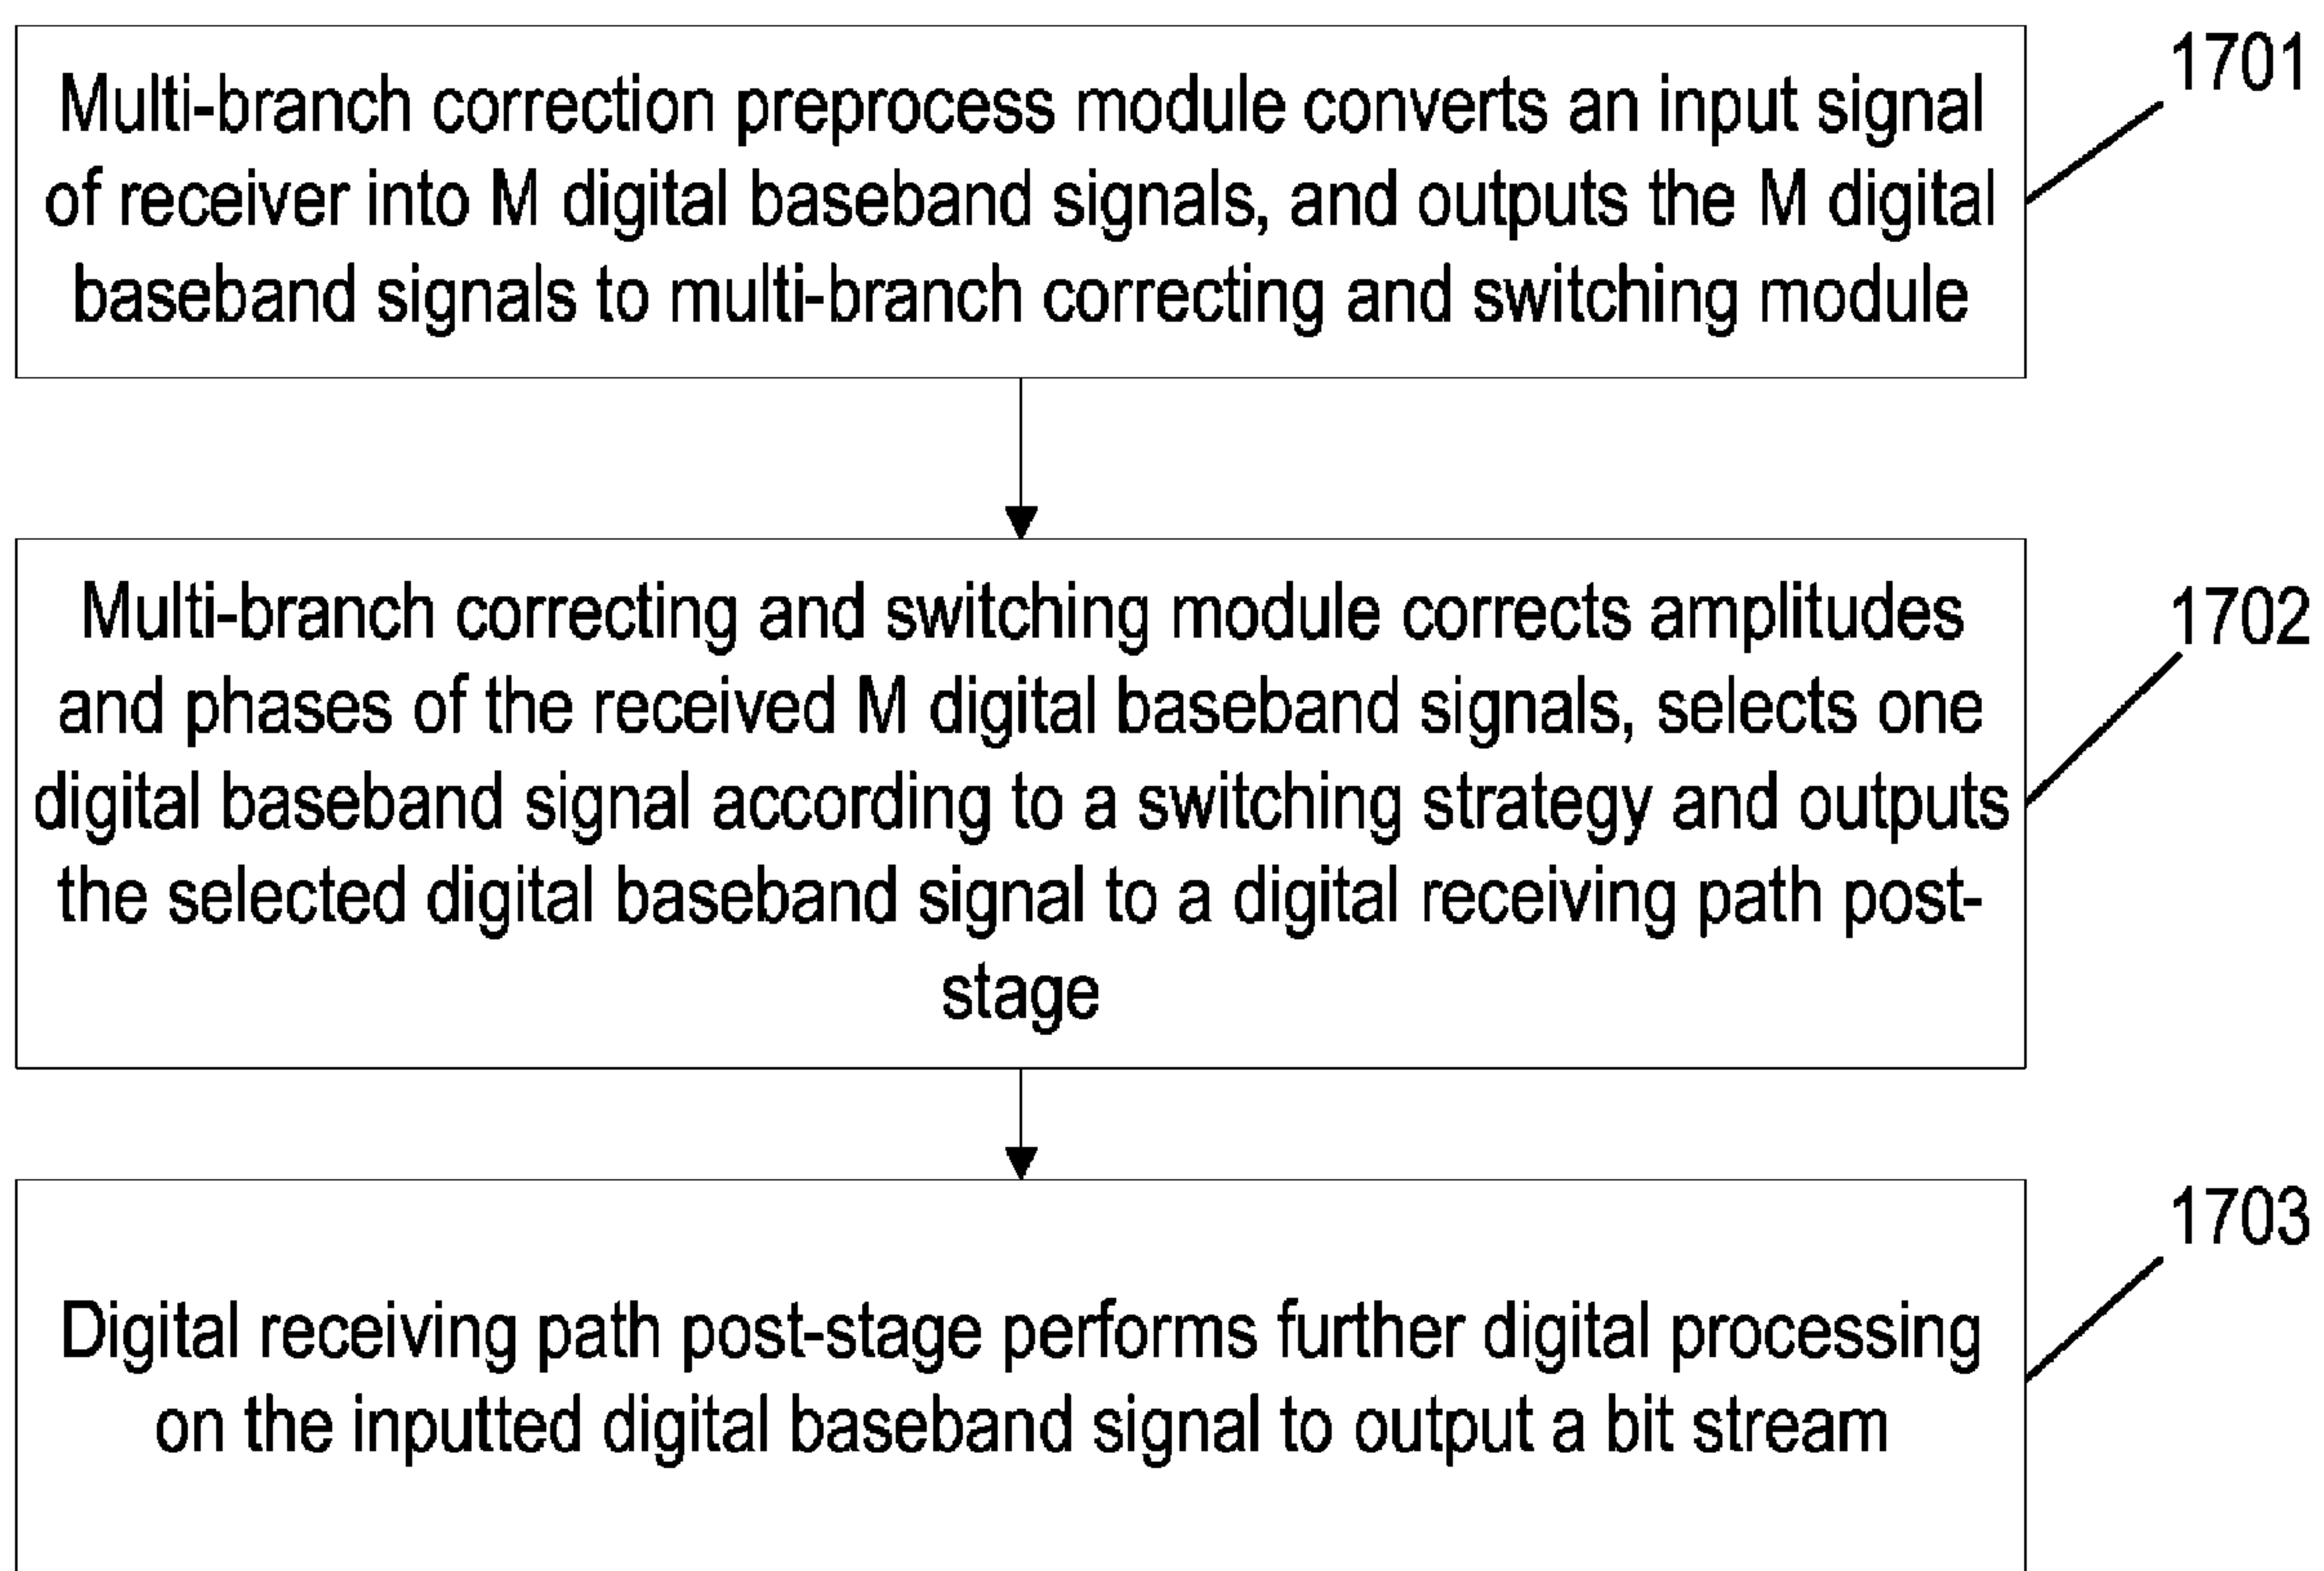 Multi-branch correction preprocess module converts an input signal
of receiver into M digital baseband signals, and outputs the M digital
baseband signals to multi-branch correcting and switching module
1701
Multi-branch correcting and switching module corrects amplitudes
and phases of the received M digital baseband signals, selects one
digital baseband signal according to a switching strategy and outputs
the selected digital baseband signal to a digital receiving path post-
stage
1702
Digital receiving path post-stage performs further digital processing
on the inputted digital baseband signal to output a bit stream
1703